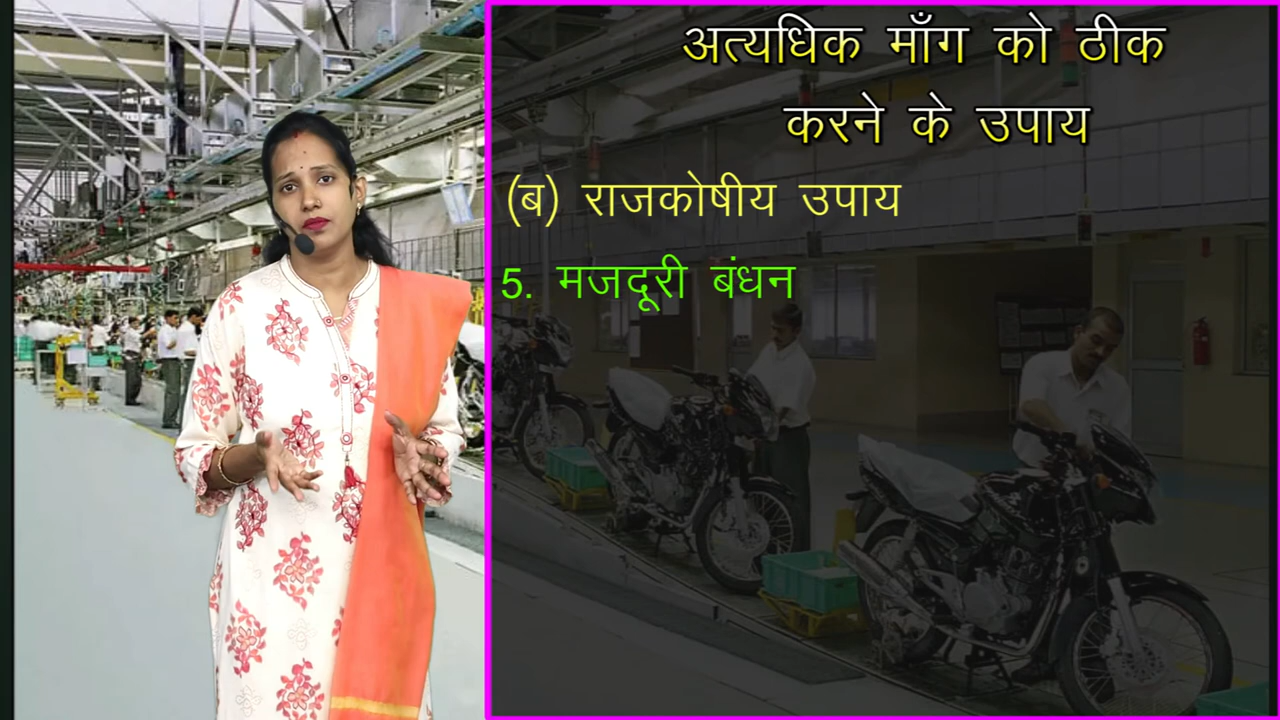 अत्यधिक माँग को ठीक
करने के उपाय
(ब) राजकोषीय उपाय
5. मजदूरी बंधन